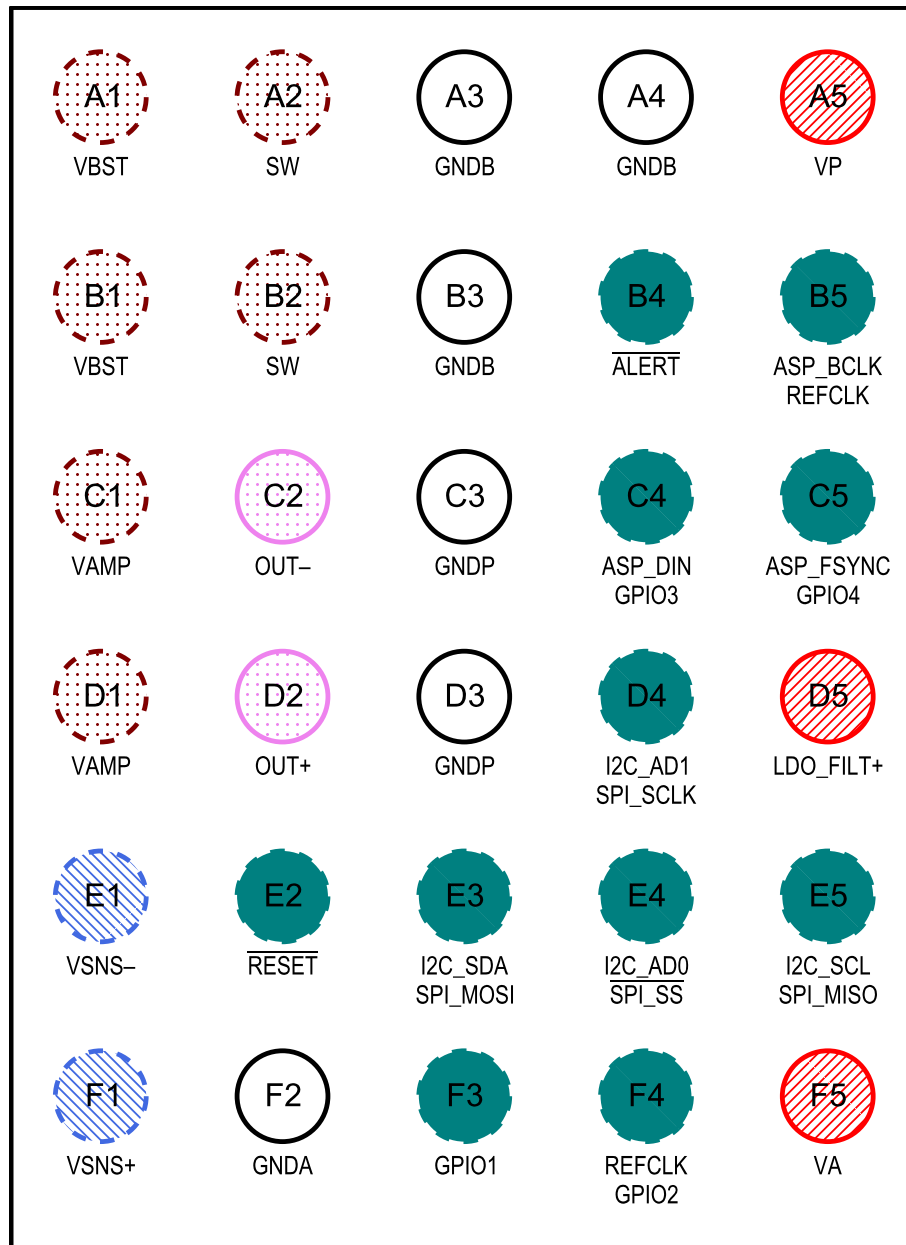 A1 A2 A3 A4 A5
VBST SW GNDB GNDB VP
B1 B2 B3 B4 B5
VBST SW GNDB ALERT ASP_BCLK
REFCLK
C1 C2 C3 C4 C5
VAMP OUT– GNDP ASP_DIN ASP_FSYNC
GPIO3 GPIO4
D1 D2 D3 D4 D5
VAMP OUT+ GNDP I2C_AD1 LDO_FILT+
SPI_SCLK
E1 E2 E3 E4 E5
VSNS– RESET I2C_SDA I2C_AD0 I2C_SCL
SPI_MOSI SPI_SS SPI_MISO
F1 F2 F3 F4 F5
VSNS+ GNDA GPIO1 REFCLK VA
GPIO2